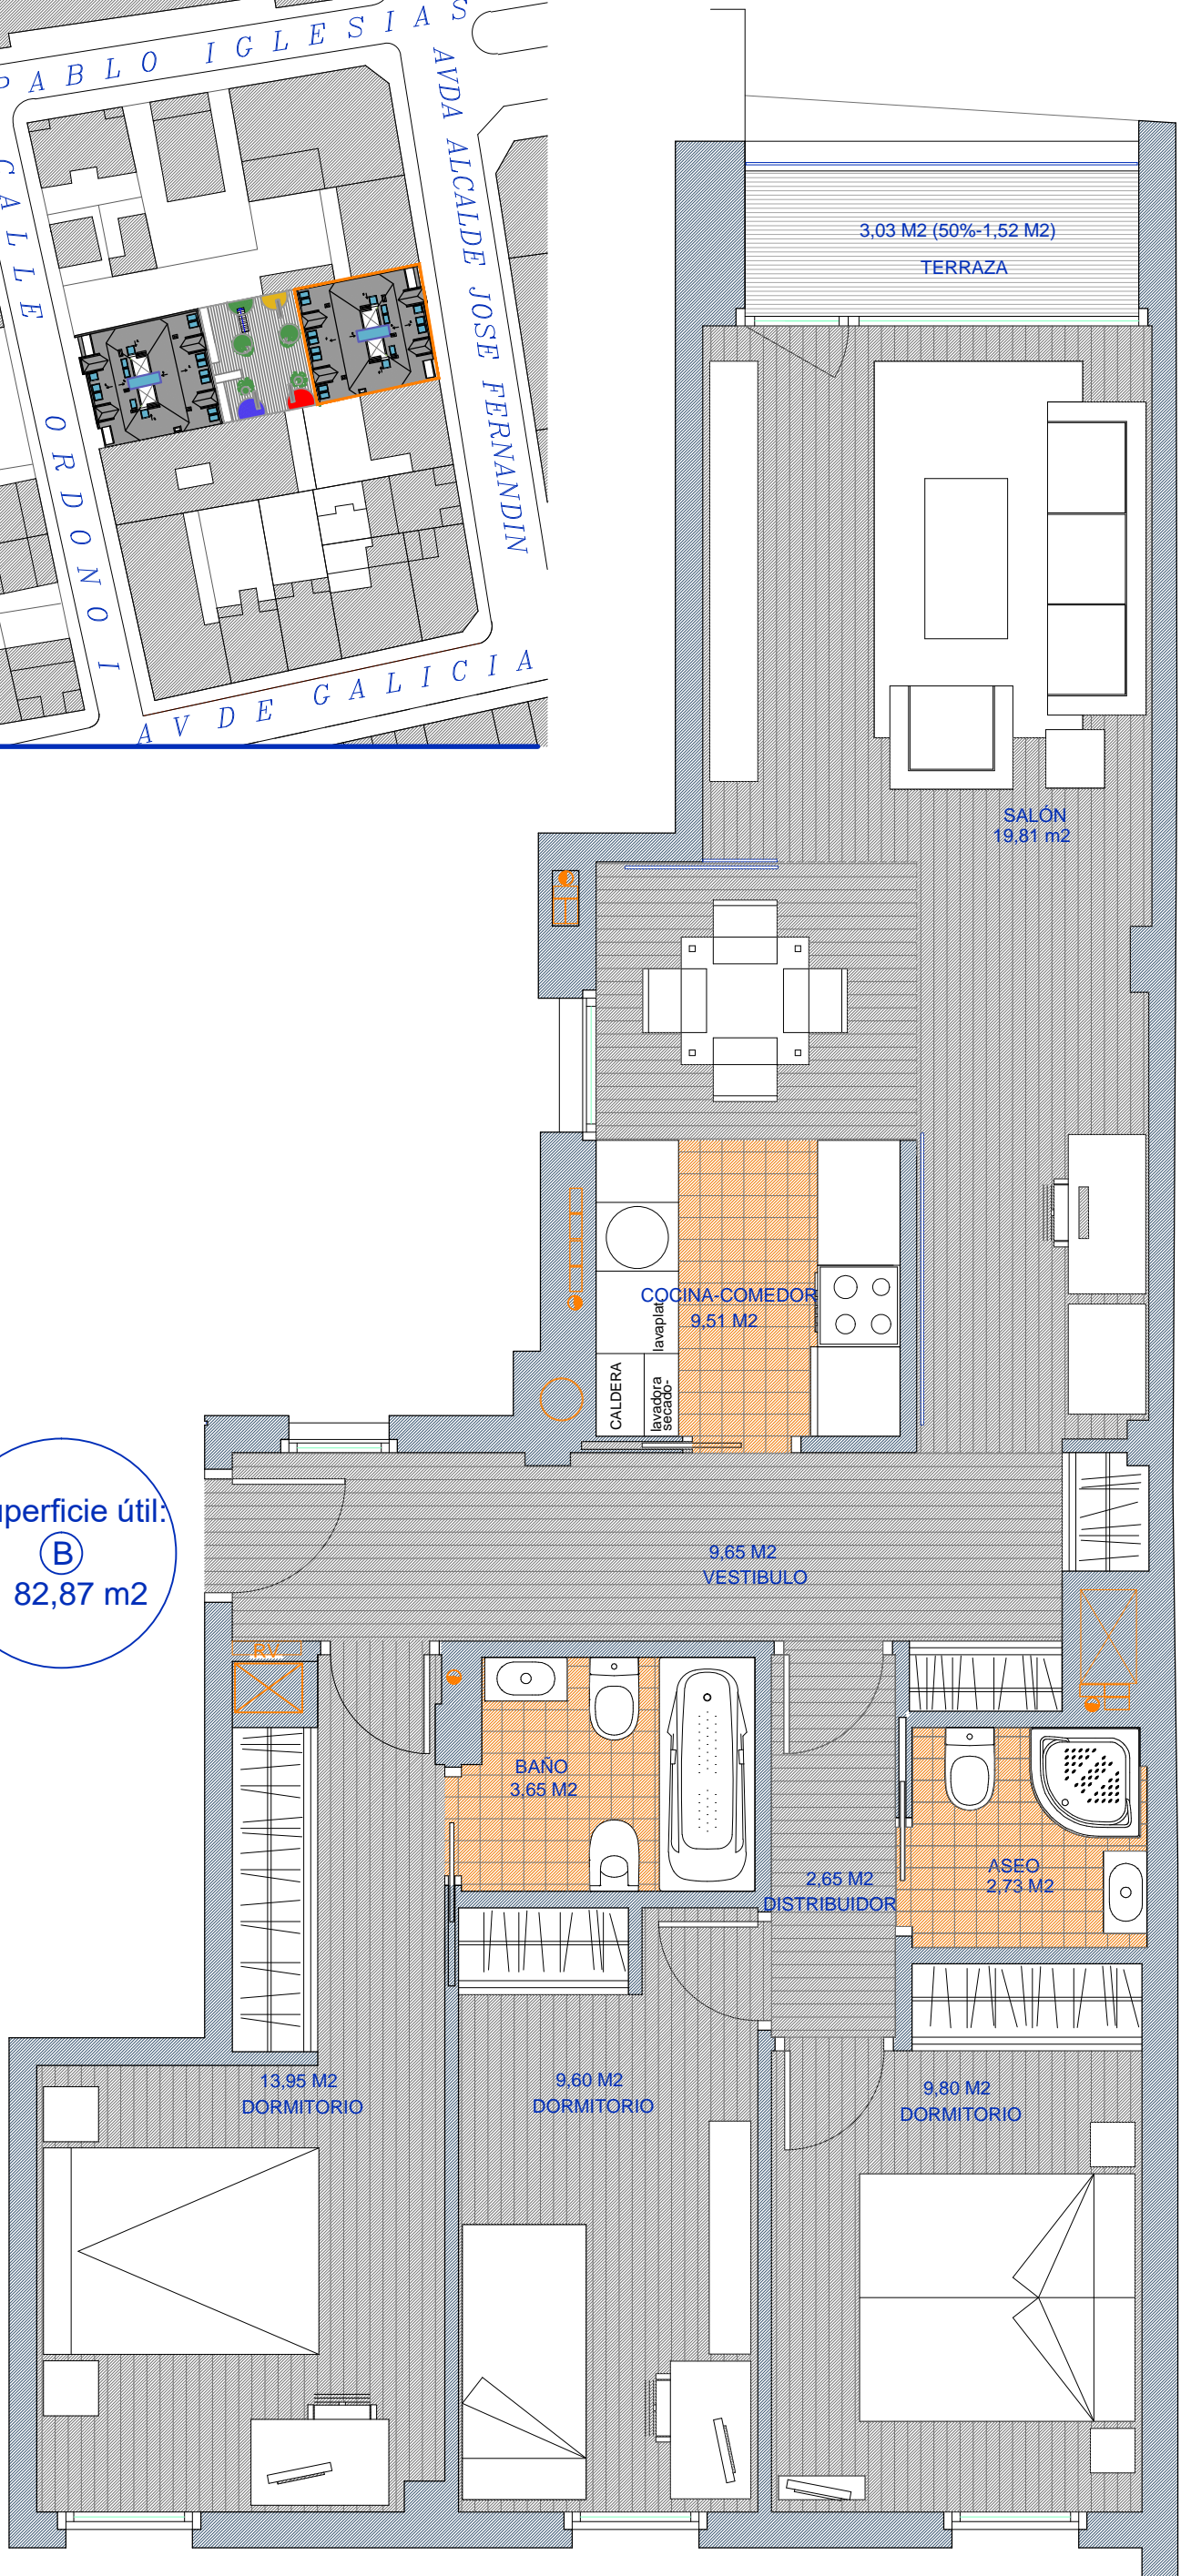 PABLO IGLESIAS
AVDA ALCALDE JOSE FERNANDIN
CALLE ORDONO I
AV DE GALICIA
3,03 M2 (50%-1,52 M2)
TERRAZA
SALÓN
19,81 m2
COCINA-COMEDOR
9,51 M2
lavaplat
CALDERA
lavadora
secado-
uperficie útil:
B
82,87 m2
9,65 M2
VESTIBULO
RV
BAÑO
3,65 M2
2,65 M2
DISTRIBUIDOR
ASEO
2,73 M2
13,95 M2
DORMITORIO
9,60 M2
DORMITORIO
9,80 M2
DORMITORIO